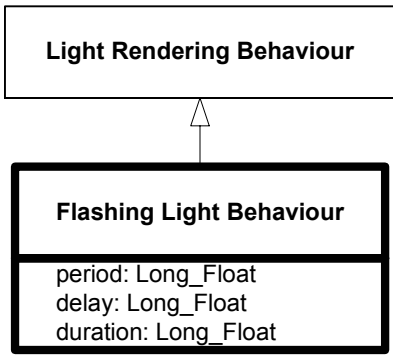 Light Rendering Behaviour
Flashing Light Behaviour
period: Long_Float
delay: Long_Float
duration: Long_Float